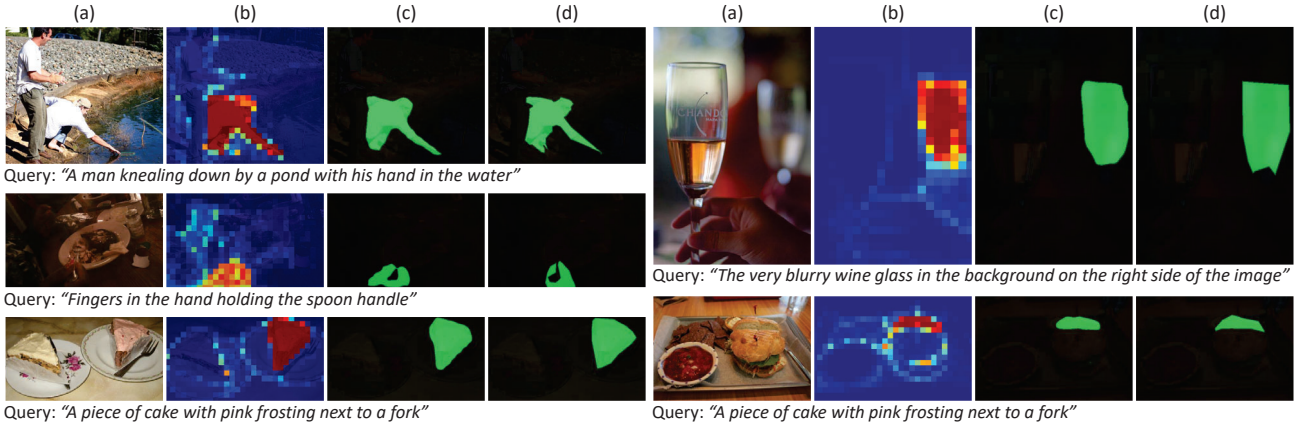 (a) (b) (c) (d)
Query: “A man knealing down by a pond with his hand in the water”
Query: “Fingers in the hand holding the spoon handle”
Query: “A piece of cake with pink frosting next to a fork”
(a) (b) (c) (d)
CHANDON
Query: “The very blurry wine glass in the background on the right side of the image”
Query: “A piece of cake with pink frosting next to a fork”